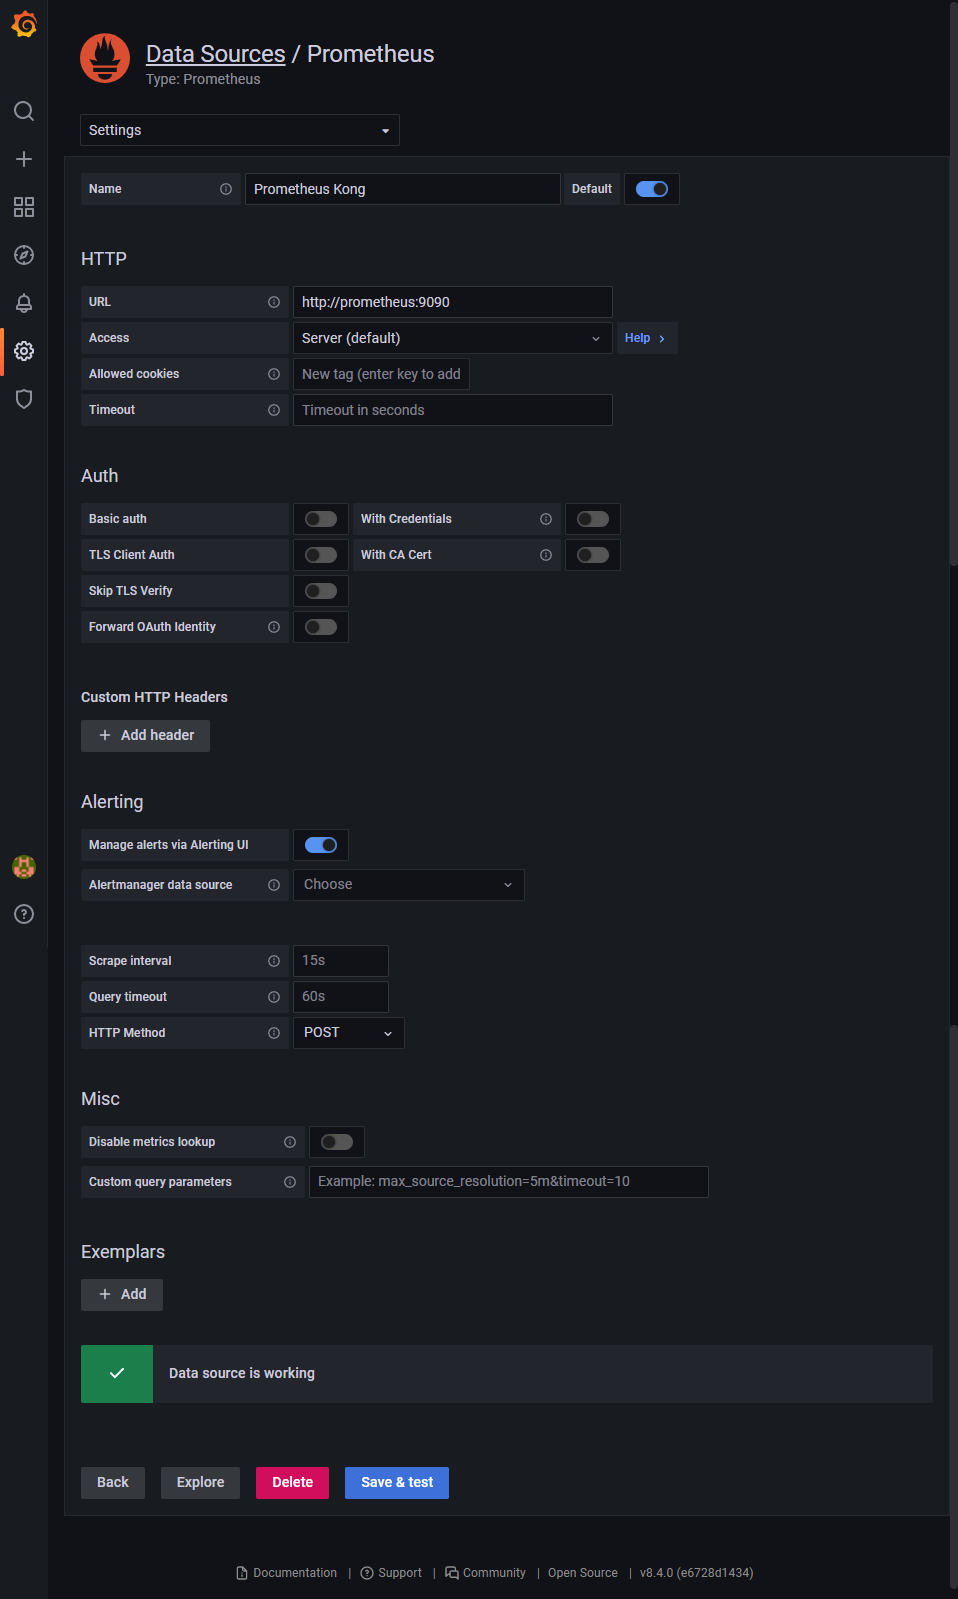 Data Sources / Prometheus
Type: Prometheus
Settings
Name
Prometheus Kong
Default
HTTP
URL
http://prometheus:9090
Access
Server (default)
Help
Allowed cookies
New tag (enter key to add
Timeout
Timeout in seconds
Auth
Basic auth
With Credentials
TLS Client Auth
With CA Cert
Skip TLS Verify
Forward OAuth Identity
Custom HTTP Headers
Add header
Alerting
Manage alerts via Alerting UI
Alertmanager data source
Choose
Scrape interval
15s
Query timeout
60s
HTTP Method
POST
Misc
Disable metrics lookup
Custom query parameters
Example: max_source_resolution=5m&timeout=10
Exemplars
Add
Data source is working
Back
Explore
Delete
Save & test
Documentation | Support | Community | Open Source | v8.4.0 (e6728d1434)